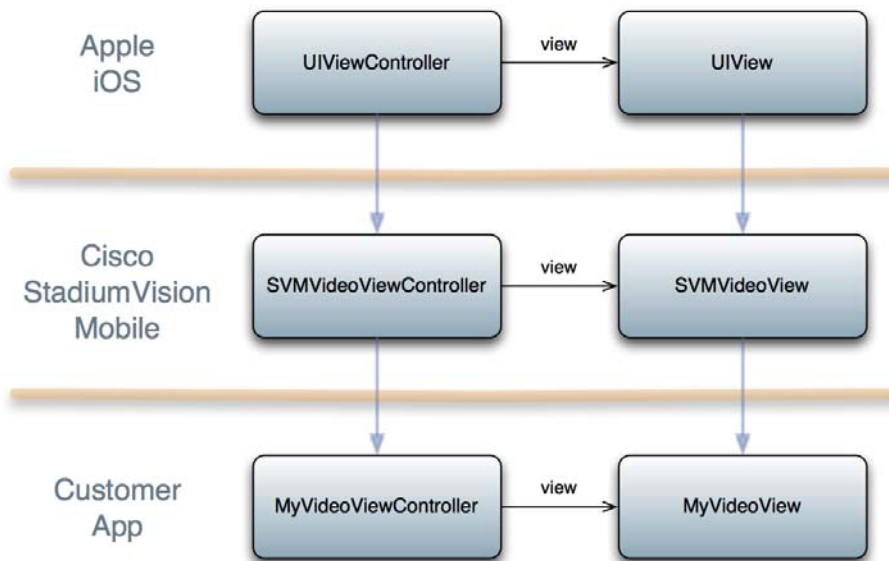 Apple
iOS
UIViewController
view
UIView
Cisco
StadiumVision
Mobile
SVMVideoViewController
view
SVMVideoView
Customer
App
MyVideoViewController
view
MyVideoView